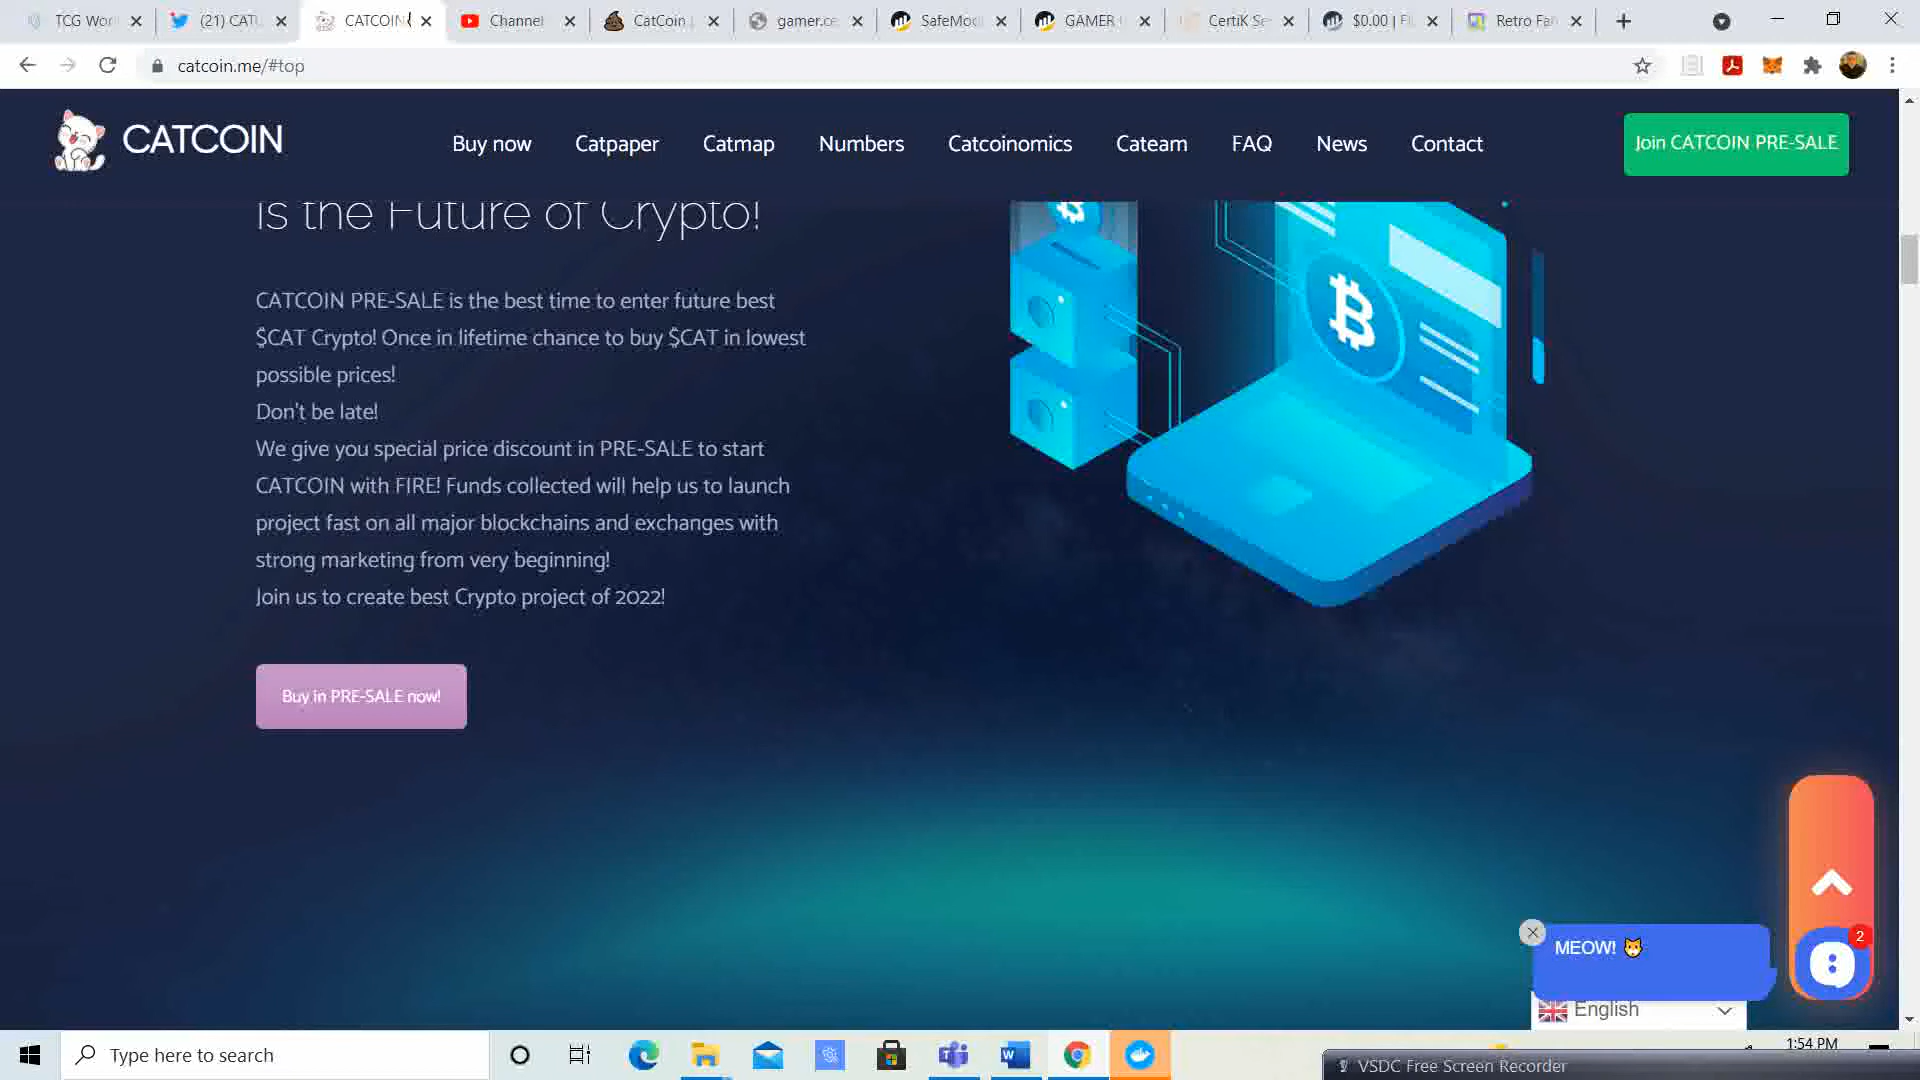 TCG Worl
(21) CAT
CATCOIN
Channel
CatCoin |
gamer.ce
SafeMoo
GAMER
CertiK Se
$0.00 | F
Retro Fa
catcoin.me/#top
CATCOIN
Buy now
Catpaper
Catmap
Numbers
Catcoinomics
Cateam
FAQ
News
Contact
Join CATCOIN PRE-SALE
is the Future of Crypto!
CATCOIN PRE-SALE is the best time to enter future best
$CAT Crypto! Once in lifetime chance to buy $CAT in lowest
possible prices!
Don't be late!
We give you special price discount in PRE-SALE to start
CATCOIN with FIRE! Funds collected will help us to launch
project fast on all major blockchains and exchanges with
strong marketing from very beginning!
Join us to create best Crypto project of 2022!
Buy in PRE-SALE now!
MEOW! 🐱
2
English
Type here to search
1:54 PM
VSDC Free Screen Recorder